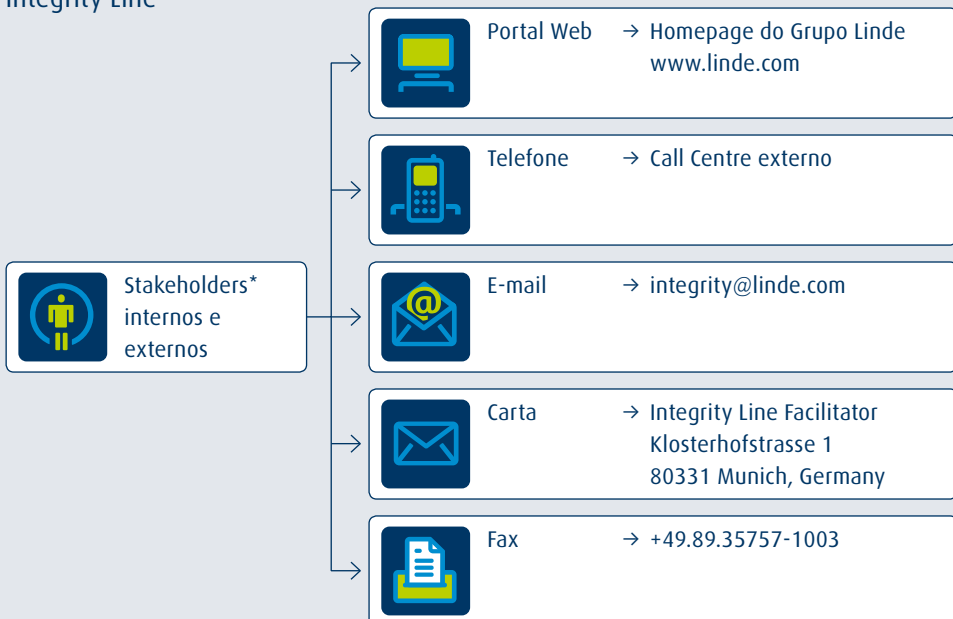 Integrity Line
Portal Web → Homepage do Grupo Linde
www.linde.com
Telefone → Call Centre externo
Stakeholders*
internos e
externos
E-mail → integrity@linde.com
Carta → Integrity Line Facilitator
Klosterhofstrasse 1
80331 Munich, Germany
Fax → +49.89.35757-1003